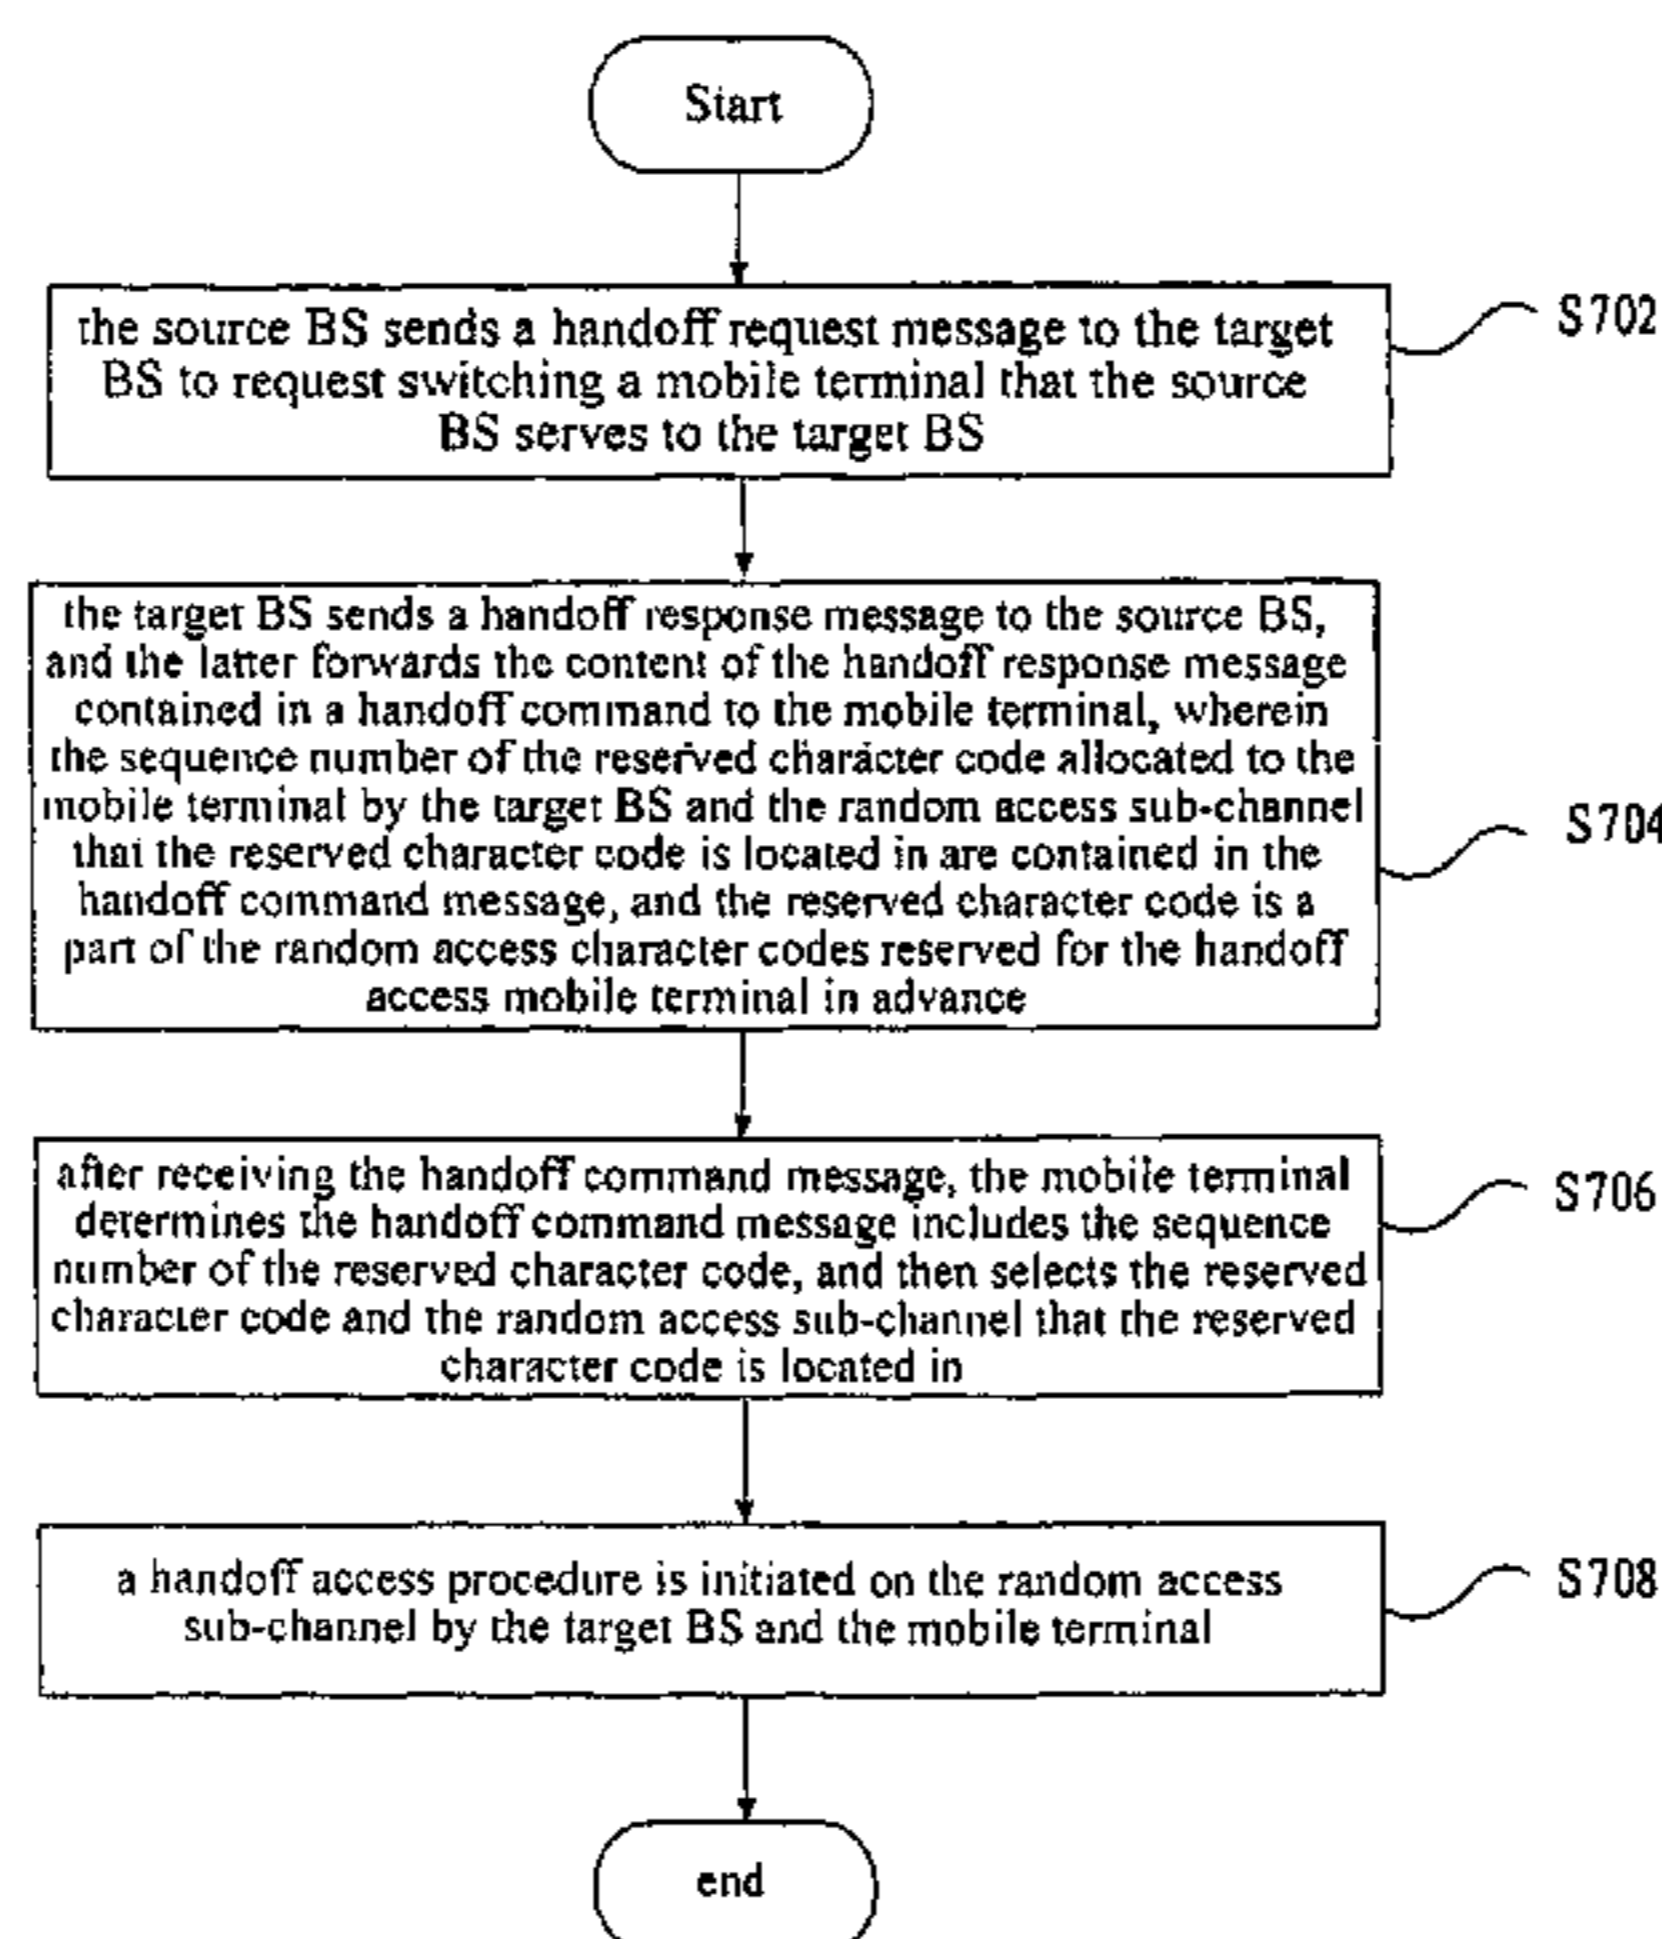 Start
the source BS sends a handoff request message to the target
BS to request switching a mobile terminal that the source
BS serves to the target BS
S702
the target BS sends a handoff response message to the source BS,
and the latter forwards the content of the handoff response message
contained in a handoff command to the mobile terminal, wherein
the sequence number of the reserved character code allocated to the
mobile terminal by the target BS and the random access sub-channel
that the reserved character code is located in are contained in the
handoff command message, and the reserved character code is a
part of the random access character codes reserved for the handoff
access mobile terminal in advance
S704
after receiving the handoff command message, the mobile terminal
determines the handoff command message includes the sequence
number of the reserved character code, and then selects the reserved
character code and the random access sub-channel that the reserved
character code is located in
S706
a handoff access procedure is initiated on the random access
sub-channel by the target BS and the mobile terminal
S708
end